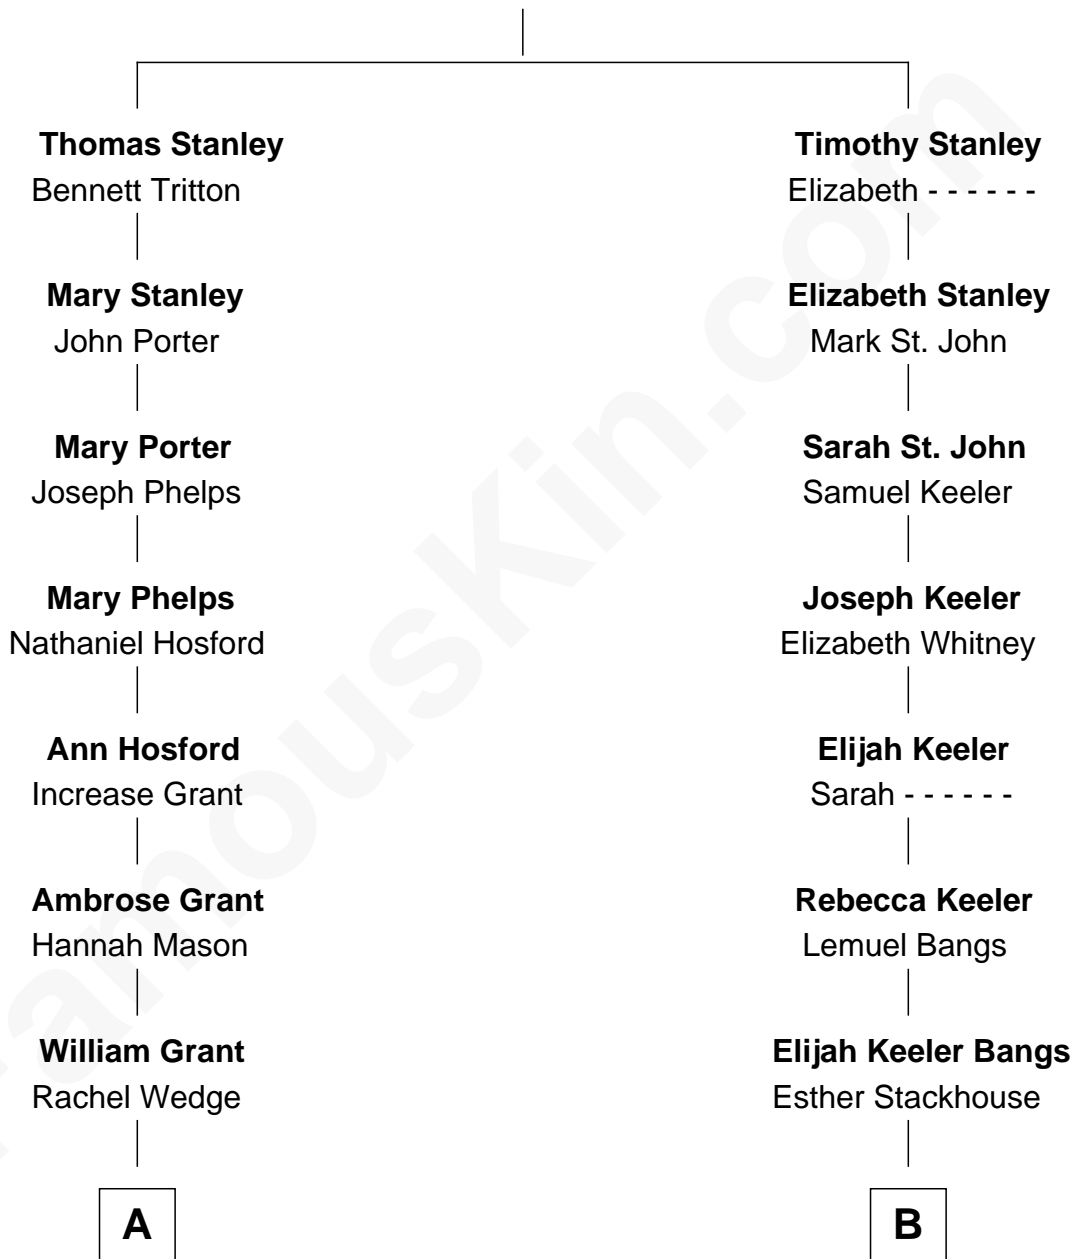 Thomas Stanley
Bennett Tritton
Mary Stanley
John Porter
Mary Porter
Joseph Phelps
Mary Phelps
Nathaniel Hosford
Ann Hosford
Increase Grant
Ambrose Grant
Hannah Mason
William Grant
Rachel Wedge
A
Timothy Stanley
Elizabeth - - - - - -
Elizabeth Stanley
Mark St. John
Sarah St. John
Samuel Keeler
Joseph Keeler
Elizabeth Whitney
Elijah Keeler
Sarah - - - - - -
Rebecca Keeler
Lemuel Bangs
Elijah Keeler Bangs
Esther Stackhouse
B
FamousKin.com